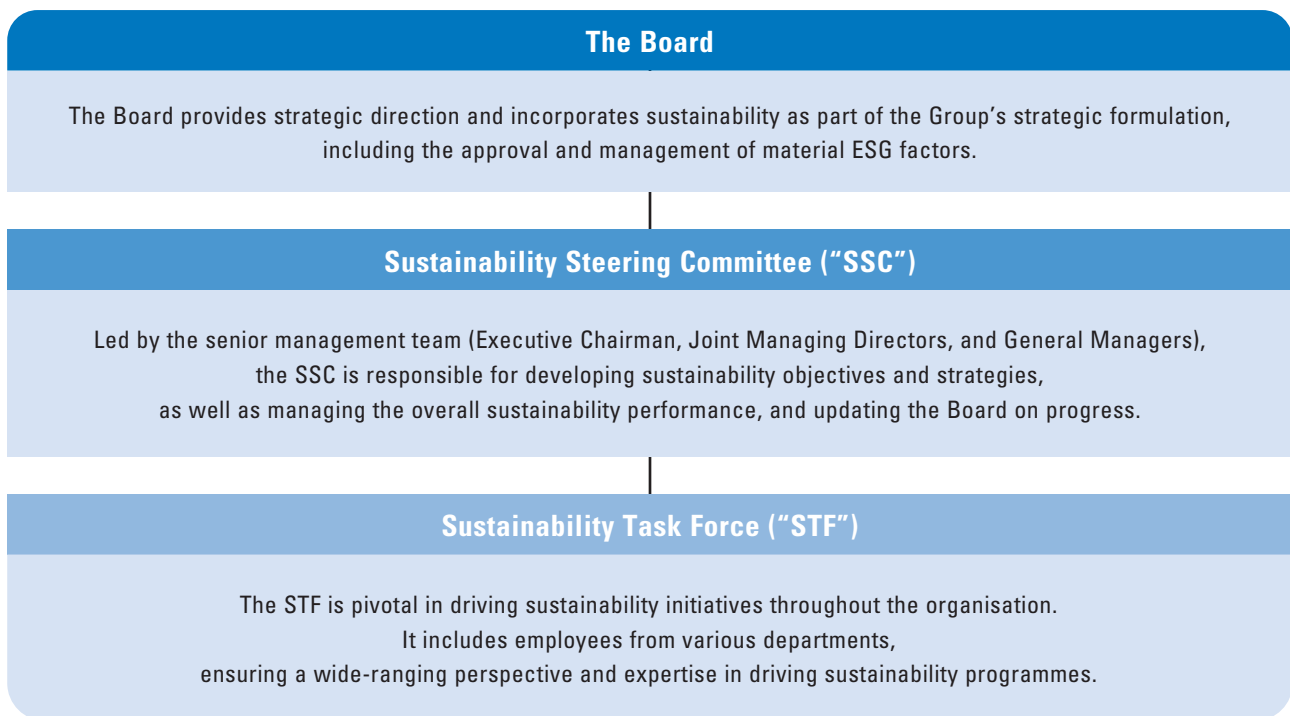 The Board
The Board provides strategic direction and incorporates sustainability as part of the Group’s strategic formulation,
including the approval and management of material ESG factors.
Sustainability Steering Committee (“SSC”)
Led by the senior management team (Executive Chairman, Joint Managing Directors, and General Managers),
the SSC is responsible for developing sustainability objectives and strategies,
as well as managing the overall sustainability performance, and updating the Board on progress.
Sustainability Task Force (“STF”)
The STF is pivotal in driving sustainability initiatives throughout the organisation.
It includes employees from various departments,
ensuring a wide-ranging perspective and expertise in driving sustainability programmes.